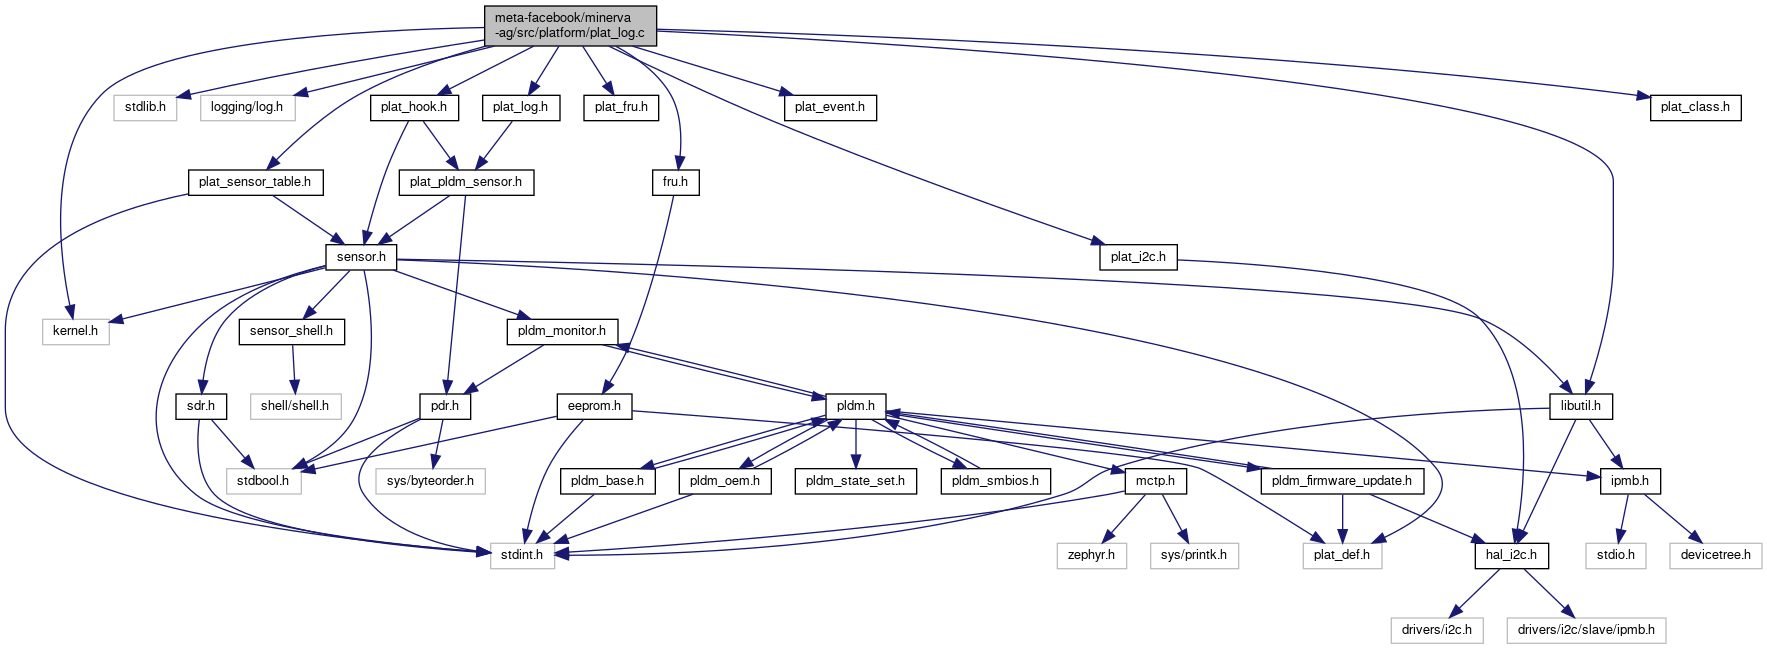 meta-facebook/minerva
-ag/src/platform/plat_log.c
stdlib.h
logging/log.h
plat_hook.h
plat_log.h
plat_fru.h
plat_event.h
plat_class.h
plat_sensor_table.h
plat_pldm_sensor.h
fru.h
sensor.h
plat_i2c.h
kernel.h
sensor_shell.h
pldm_monitor.h
sdr.h
shell/shell.h
pdr.h
eeprom.h
pldm.h
libutil.h
stdbool.h
sys/byteorder.h
pldm_base.h
pldm_oem.h
pldm_state_set.h
pldm_smbios.h
mctp.h
pldm_firmware_update.h
ipmb.h
stdint.h
zephyr.h
sys/printk.h
plat_def.h
hal_i2c.h
stdio.h
devicetree.h
drivers/i2c.h
drivers/i2c/slave/ipmb.h